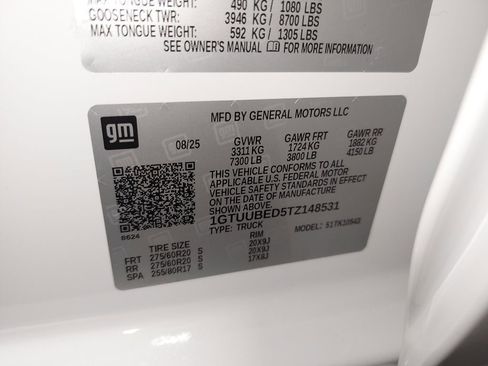 MAX TONGUE WEIGHT: 490 KG / 1080 LBS
GOOSENECK TWR: 3946 KG / 8700 LBS
MAX TONGUE WEIGHT: 592 KG / 1305 LBS
SEE OWNER'S MANUAL FOR MORE INFORMATION
MFD BY GENERAL MOTORS LLC
gm
08/25
GVWR GAWR FRT GAWR RR
3311 KG 1724 KG 1882 KG
7300 LB 3800 LB 4150 LB
THIS VEHICLE CONFORMS TO ALL
APPLICABLE U.S. FEDERAL MOTOR
VEHICLE SAFETY STANDARDS IN
EFFECT ON THE DATE OF
MANUFACTURE SHOWN ABOVE.
1GTUUBED5TZ148531
TYPE: TRUCK
8624
TIRE SIZE RIM
FRT 275/60R20 S 20X9J
RR 275/60R20 S 20X9J
SPA 255/80R17 S 17X8J